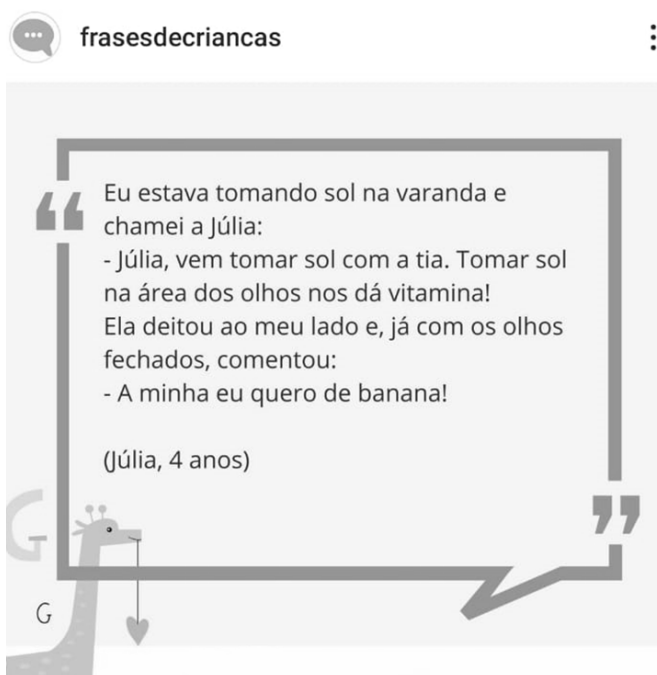 frasesdecriancas
Eu estava tomando sol na varanda e
chamei a Júlia:
- Júlia, vem tomar sol com a tia. Tomar sol
na área dos olhos nos dá vitamina!
Ela deitou ao meu lado e, já com os olhos
fechados, comentou:
- A minha eu quero de banana!
(Júlia, 4 anos)
G
G